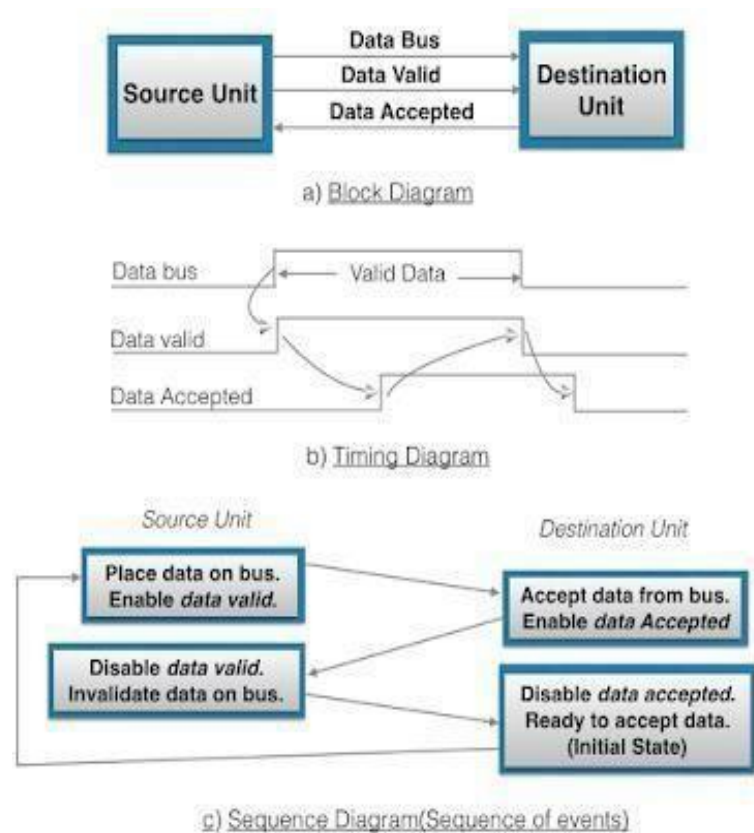 Data Bus
Source Unit
Data Valid
Destination
Unit
Data Accepted
a) Block Diagram
Data bus
Valid Data
Data valid
Data Accepted
b) Timing Diagram
Source Unit
Destination Unit
Place data on bus.
Enable data valid.
Accept data from bus.
Enable data Accepted
Disable data valid.
Invalidate data on bus.
Disable data accepted.
Ready to accept data.
(Initial State)
c) Sequence Diagram(Sequence of events)